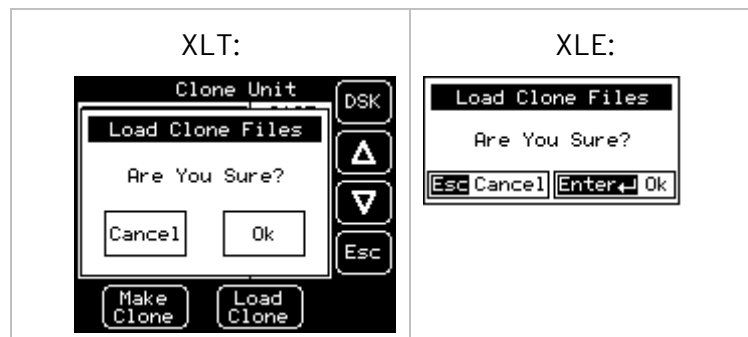 XLT:
XLE:
Clone Unit
DSK
Load Clone Files
Are You Sure?
Cancel
Ok
Esc
Make
Clone
Load
Clone
Load Clone Files
Are You Sure?
Esc Cancel Enter↵ Ok